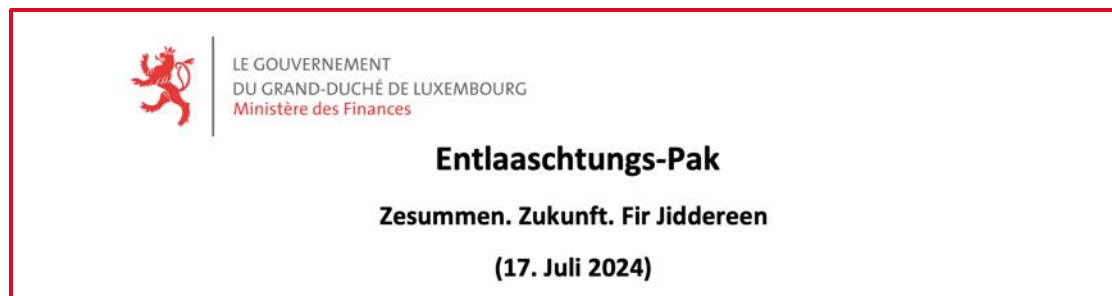 LE GOUVERNEMENT
DU GRAND-DUCHÉ DE LUXEMBOURG
Ministère des Finances
Entlaaschtungs-Pak
Zesummen. Zukunft. Fir Jiddereen
(17. Juli 2024)